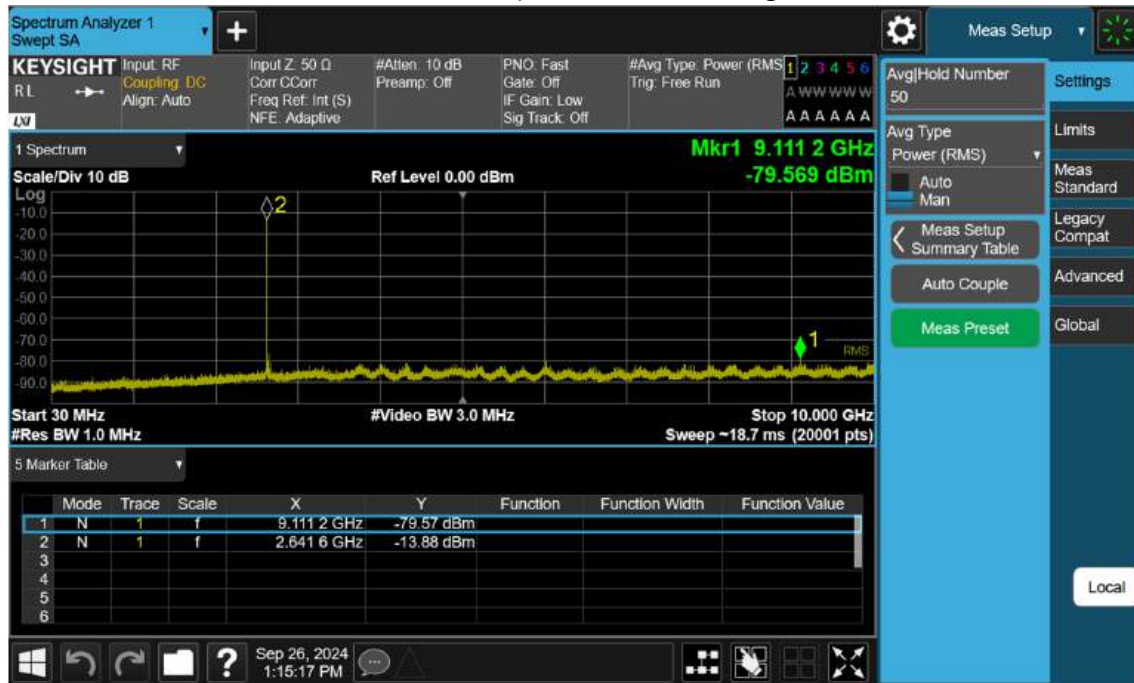 Spectrum Analyzer 1
Swept SA
+
Meas Setup
KEYSIGHT
RL
LXI
Input: RF
Coupling: DC
Align: Auto
Input Z: 50 Ω
Corr CCorr
Freq Ref: Int (S)
NFE: Adaptive
#Atten: 10 dB
Preamp: Off
PNO: Fast
Gate: Off
IF Gain: Low
Sig Track: Off
#Avg Type: Power (RMS
Trig: Free Run
1 2 3 4 5 6
A W W W W W
A A A A A A
1 Spectrum
Mkr1 9.111 2 GHz
Scale/Div 10 dB
Ref Level 0.00 dBm
-79.569 dBm
Log
-10.0
-20.0
-30.0
-40.0
-50.0
-60.0
-70.0
-80.0
-90.0
2
1
RMS
Start 30 MHz
#Video BW 3.0 MHz
Stop 10.000 GHz
#Res BW 1.0 MHz
Sweep ~18.7 ms (20001 pts)
5 Marker Table
Mode Trace Scale X Y Function Function Width Function Value
1 N 1 f 9.111 2 GHz -79.57 dBm
2 N 1 f 2.641 6 GHz -13.88 dBm
3
4
5
6
Avg|Hold Number
50
Avg Type
Power (RMS)
Auto
Man
Meas Setup
Summary Table
Auto Couple
Meas Preset
Settings
Limits
Meas
Standard
Legacy
Compat
Advanced
Global
Local
?
Sep 26, 2024
1:15:17 PM